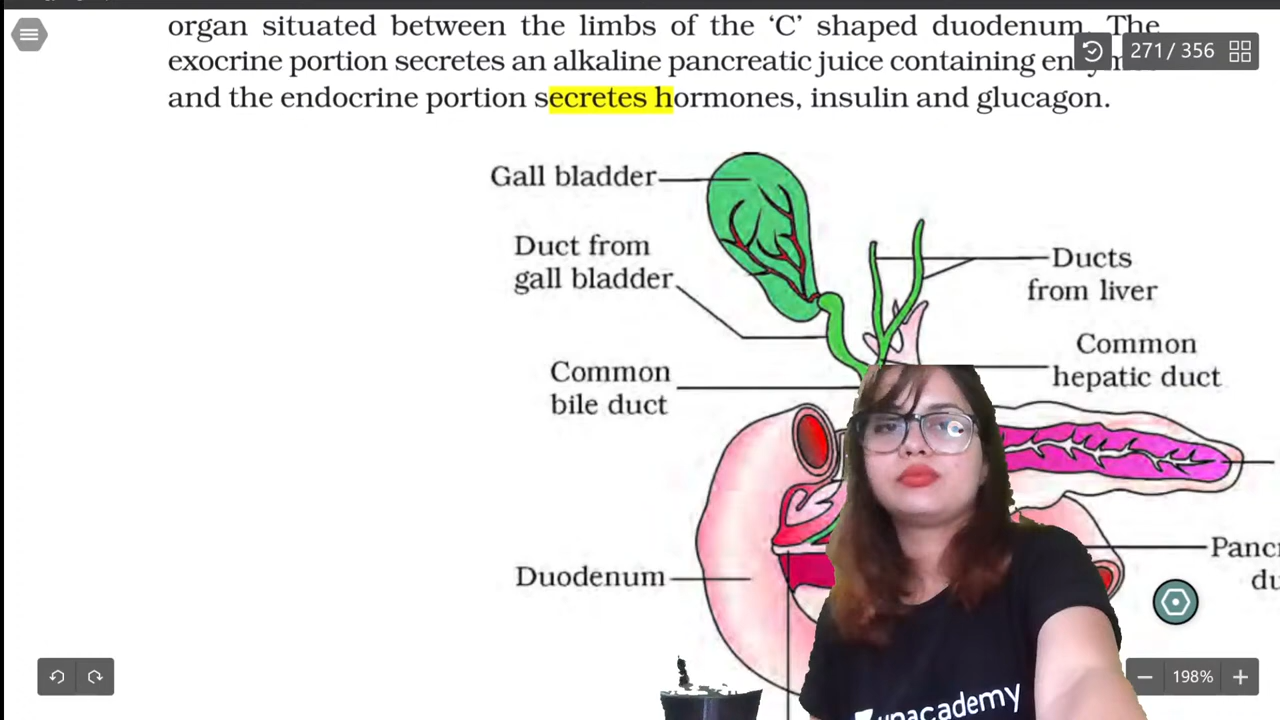 organ situated between the limbs of the ‘C’ shaped duodenum. The
exocrine portion secretes an alkaline pancreatic juice containing
and the endocrine portion secretes hormones, insulin and glucagon.
271 / 356
Gall bladder
Duct from
gall bladder
Ducts
from liver
Common
hepatic duct
Common
bile duct
Duodenum
198%